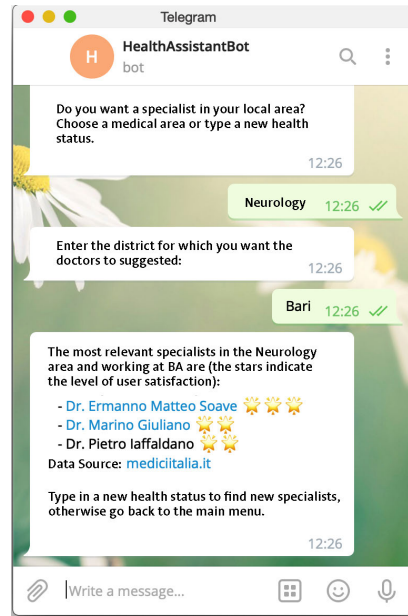 Telegram
H
HealthAssistantBot
bot
Do you want a specialist in your local area?
Choose a medical area or type a new health
status.
12:26
Neurology 12:26
Enter the district for which you want the
doctors to suggested:
12:26
Bari 12:26
The most relevant specialists in the Neurology
area and working at BA are (the stars indicate
the level of user satisfaction):
- Dr. Ermanno Matteo Soave
- Dr. Marino Giuliano
- Dr. Pietro Iaffaldano
Data Source: mediciitalia.it
Type in a new health status to find new specialists,
otherwise go back to the main menu.
12:26
Write a message...